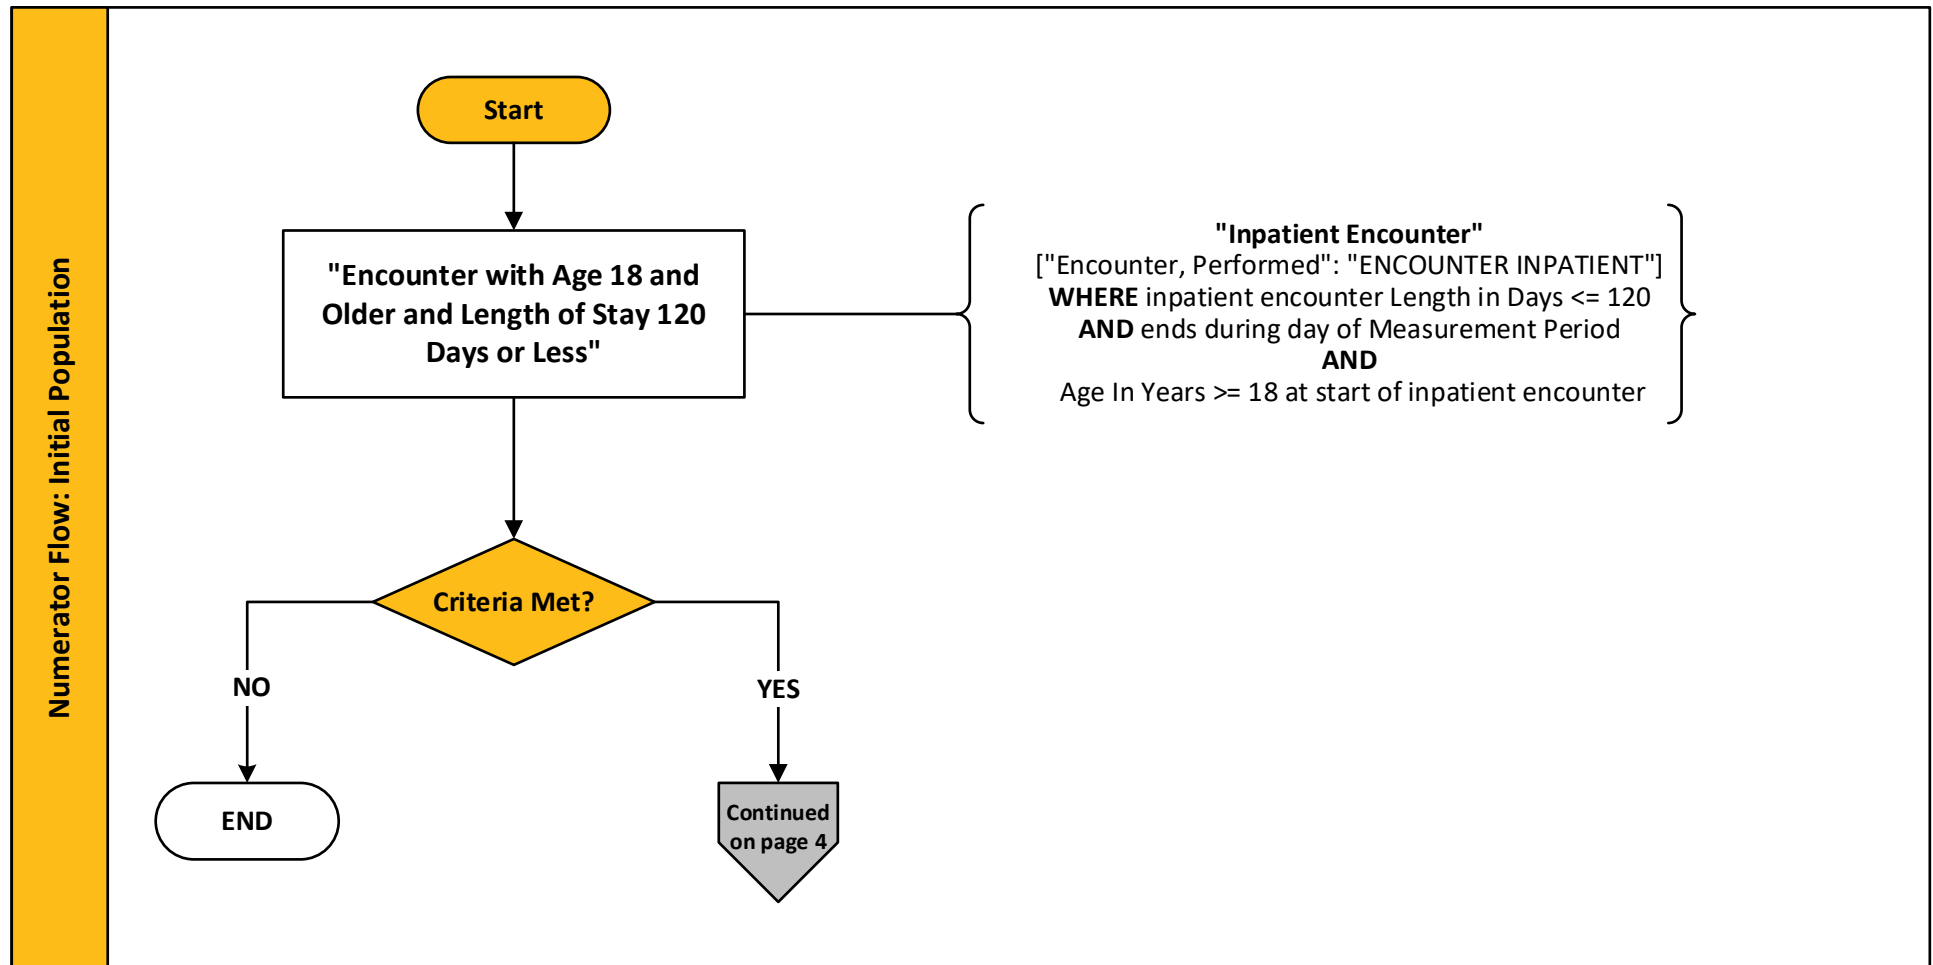 Numerator Flow: Initial Population
Start
"Encounter with Age 18 and
Older and Length of Stay 120
Days or Less"
"Inpatient Encounter"
["Encounter, Performed": "ENCOUNTER INPATIENT"]
WHERE inpatient encounter Length in Days <= 120
AND ends during day of Measurement Period
AND
Age In Years >= 18 at start of inpatient encounter
Criteria Met?
NO
YES
END
Continued
on page 4